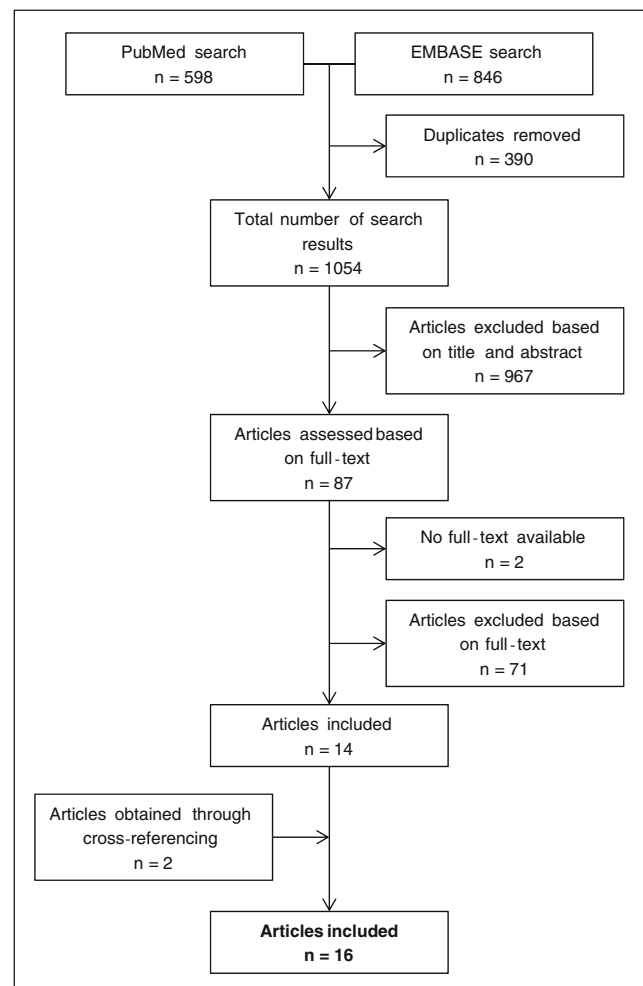 PubMed search
n = 598
EMBASE search
n = 846
Duplicates removed
n = 390
Total number of search
results
n = 1054
Articles excluded based
on title and abstract
n = 967
Articles assessed based
on full-text
n = 87
No full-text available
n = 2
Articles excluded based
on full-text
n = 71
Articles included
n = 14
Articles obtained through
cross-referencing
n = 2
Articles included
n = 16